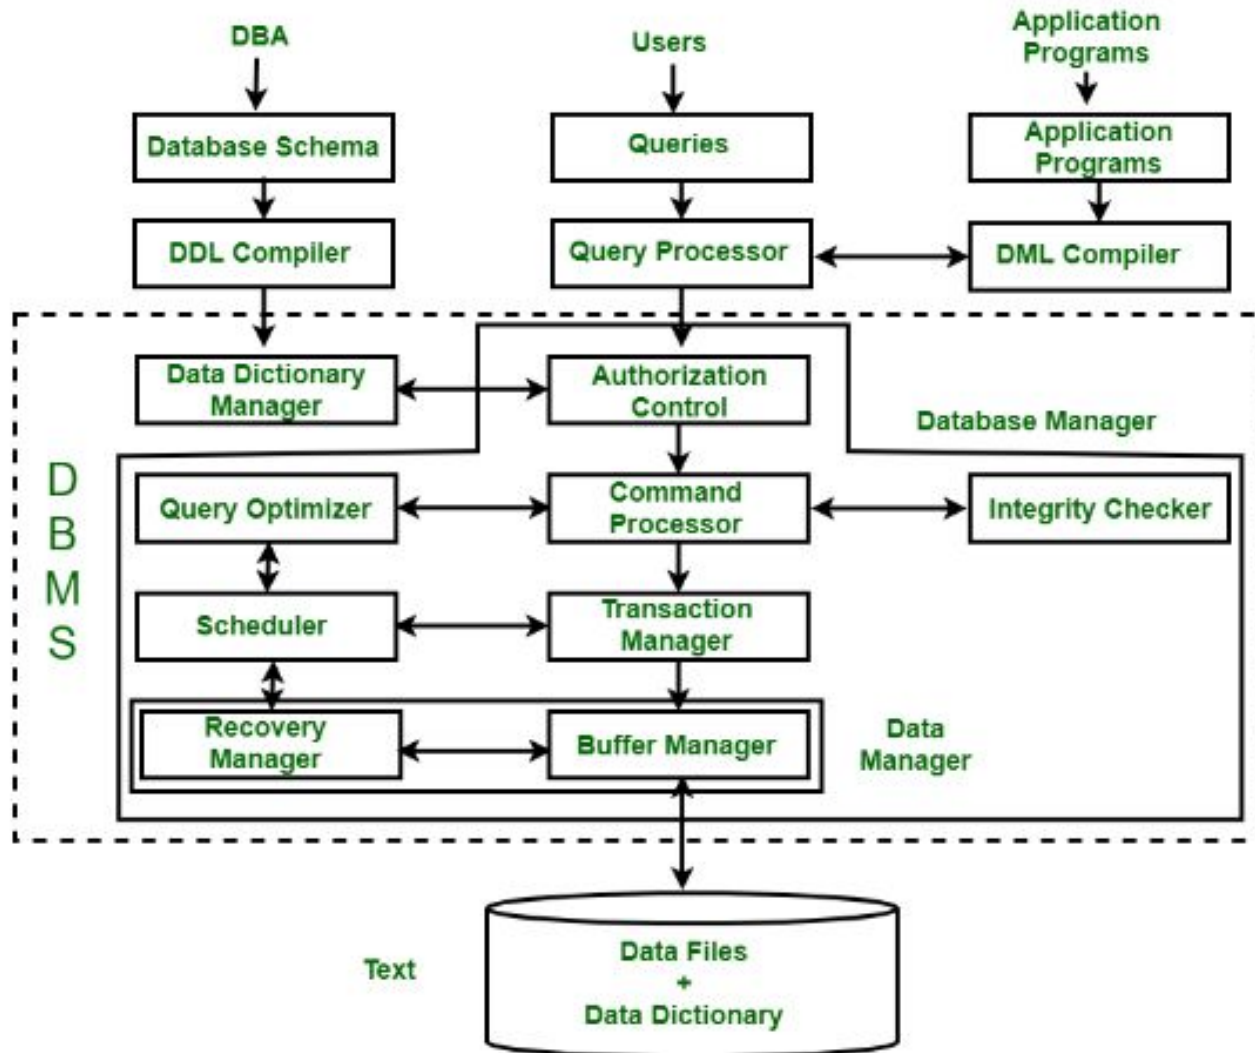 DBA
Users
Application
Programs
Database Schema
Queries
Application
Programs
DDL Compiler
Query Processor
DML Compiler
Data Dictionary
Manager
Authorization
Control
Database Manager
D
B
M
S
Query Optimizer
Command
Processor
Integrity Checker
Scheduler
Transaction
Manager
Recovery
Manager
Buffer Manager
Data
Manager
Text
Data Files
+
Data Dictionary